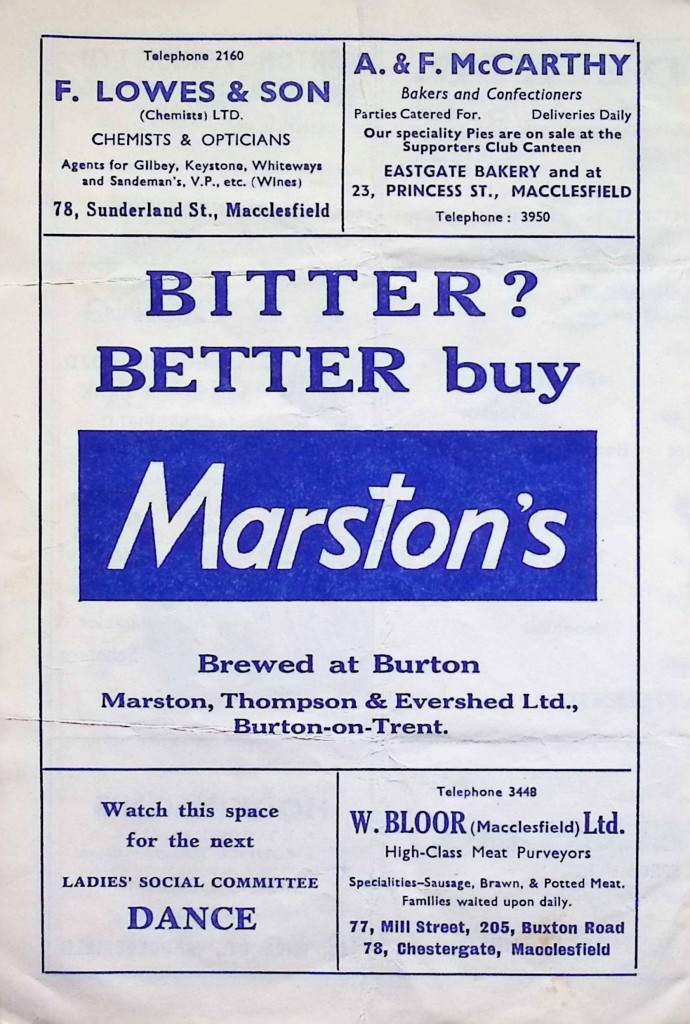 Telephone 2160
F. LOWES & SON
(Chemists) LTD.
CHEMISTS & OPTICIANS
Agents for Gilbey, Keystone, Whiteways
and Sandeman's, V.P., etc. (Wines)
78, Sunderland St., Macclesfield
A. & F. McCARTHY
Bakers and Confectioners
Parties Catered For. Deliveries Daily
Our speciality Pies are on sale at the
Supporters Club Canteen
EASTGATE BAKERY and at
23, PRINCESS ST., MACCLESFIELD
Telephone : 3950
BITTER?
BETTER buy
Marston's
Brewed at Burton
Marston, Thompson & Evershed Ltd.,
Burton-on-Trent.
Watch this space
for the next
LADIES' SOCIAL COMMITTEE
DANCE
Telephone 3448
W. BLOOR (Macclesfield) Ltd.
High-Class Meat Purveyors
Specialities–Sausage, Brawn, & Potted Meat.
Families waited upon daily.
77, Mill Street, 205, Buxton Road
78, Chestergate, Macclesfield